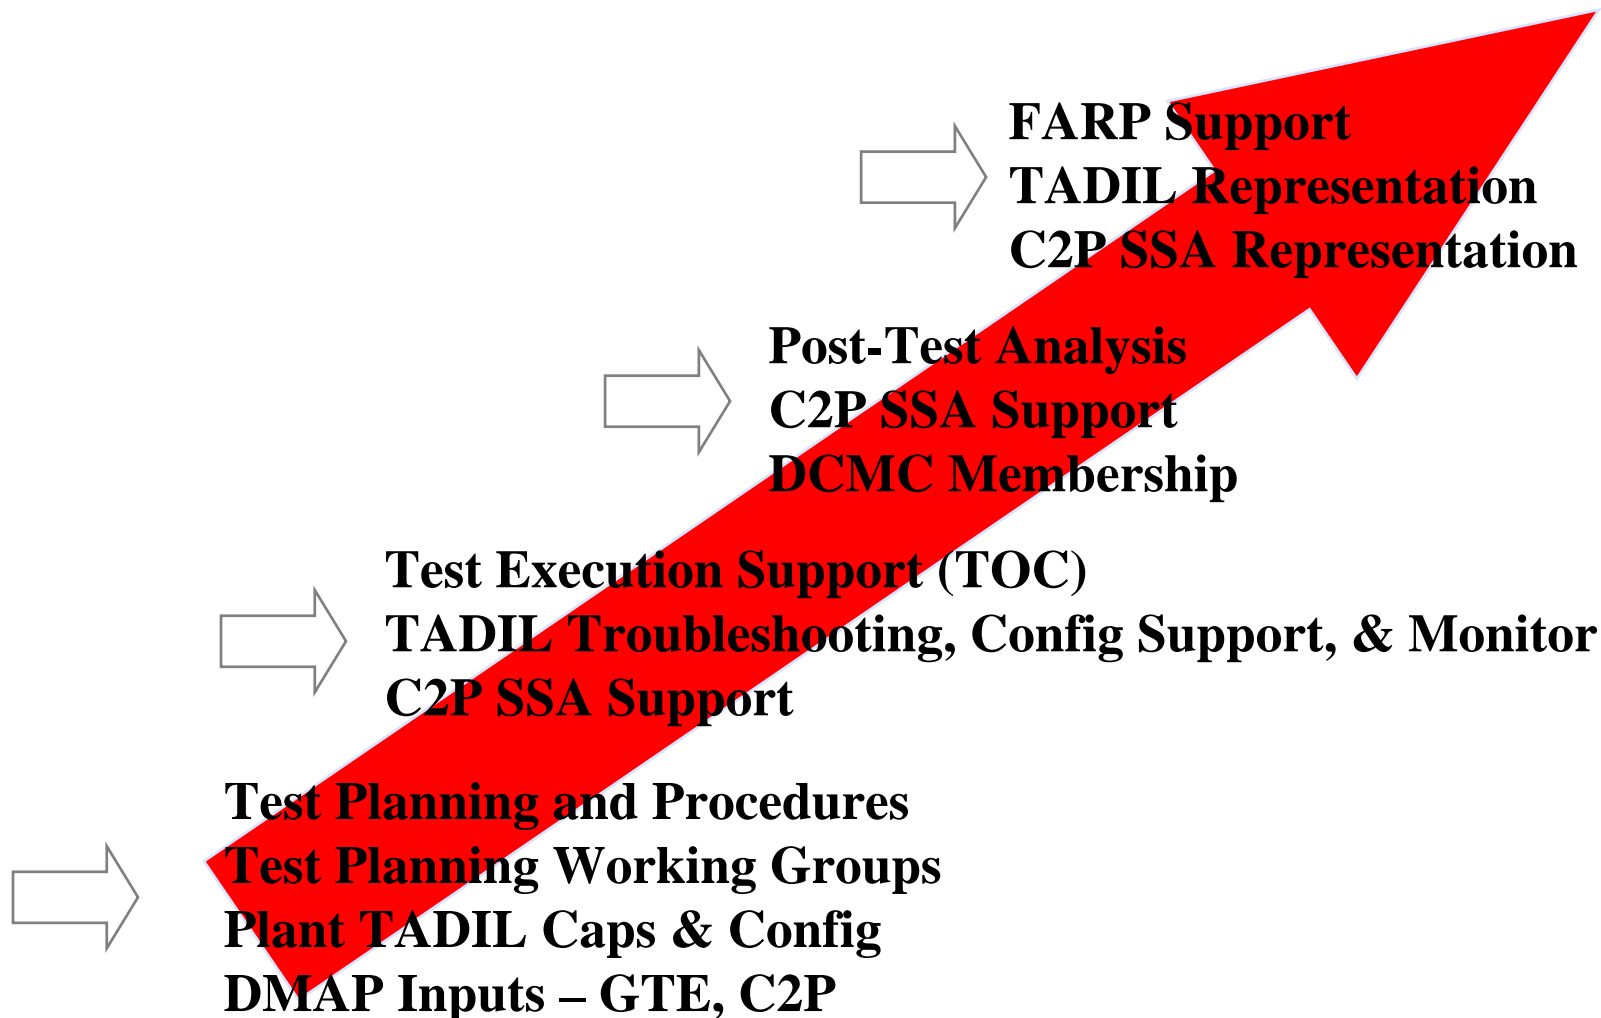 FARP Support
TADIL Representation
C2P SSA Representation
Post-Test Analysis
C2P SSA Support
DCMC Membership
Test Execution Support (TOC)
TADIL Troubleshooting, Config Support, & Monitor
C2P SSA Support
Test Planning and Procedures
Test Planning Working Groups
Plant TADIL Caps & Config
DMAP Inputs – GTE, C2P